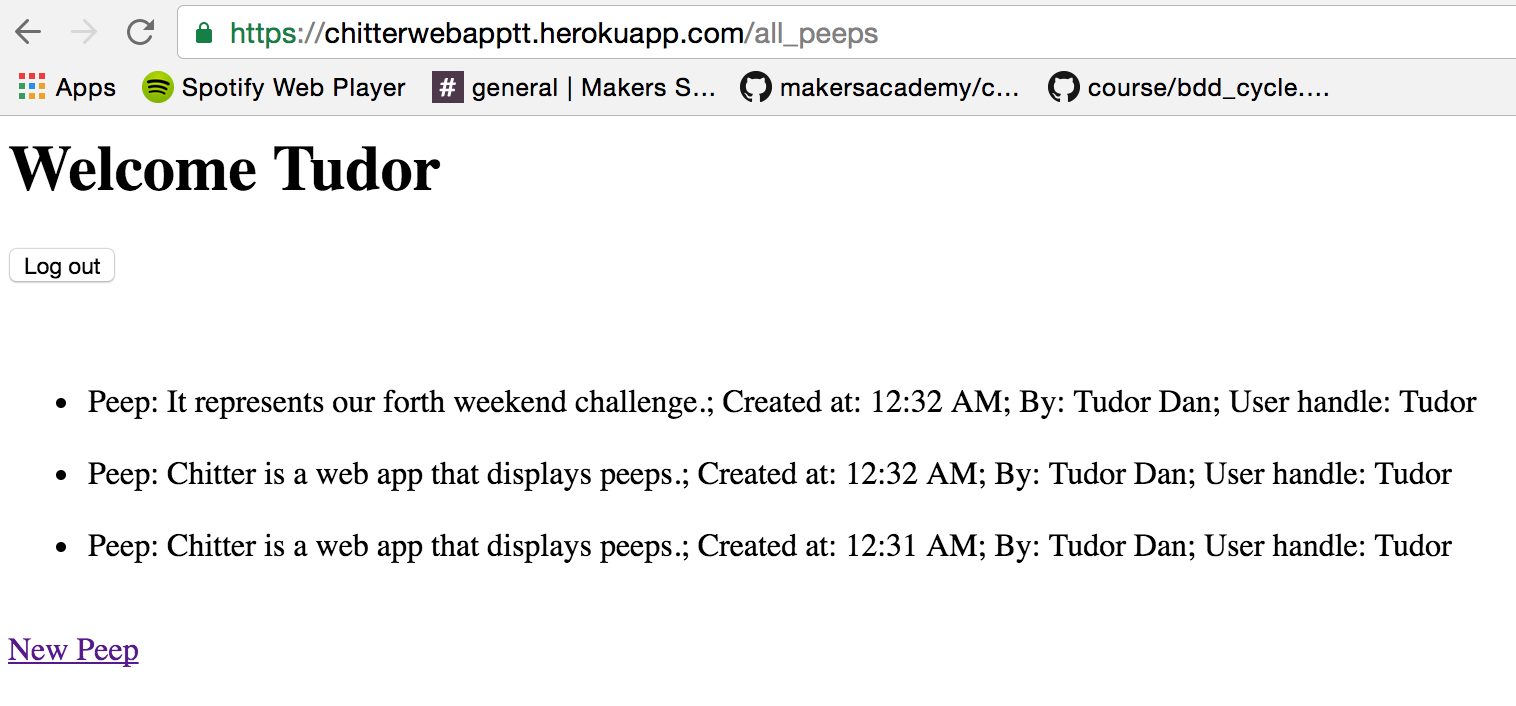 https://chitterwebapptt.herokuapp.com/all_peeps
Apps Spotify Web Player # general | Makers S... makersacademy/c... course/bdd_cycle....
Welcome Tudor
Log out
• Peep: It represents our forth weekend challenge.; Created at: 12:32 AM; By: Tudor Dan; User handle: Tudor
• Peep: Chitter is a web app that displays peeps.; Created at: 12:32 AM; By: Tudor Dan; User handle: Tudor
• Peep: Chitter is a web app that displays peeps.; Created at: 12:31 AM; By: Tudor Dan; User handle: Tudor
New Peep